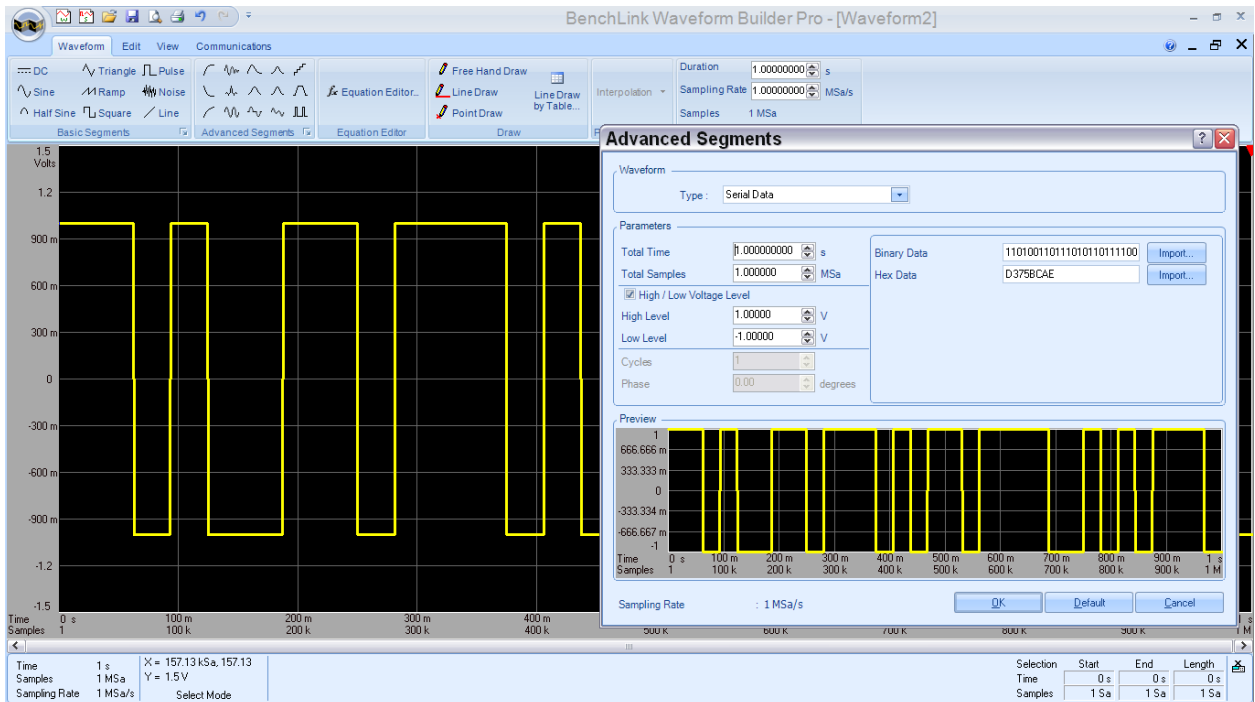 BenchLink Waveform Builder Pro - [Waveform2]
Waveform Edit View Communications
DC Triangle Pulse
Sine Ramp Noise
Half Sine Square Line
Basic Segments
Advanced Segments
Equation Editor...
Equation Editor
Free Hand Draw
Line Draw
Point Draw
Line Draw
by Table...
Draw
Interpolation
Duration 1.00000000 s
Sampling Rate 1.00000000 MSa/s
Samples 1 MSa
1.5
Volts
1.2
900 m
600 m
300 m
0
-300 m
-600 m
-900 m
-1.2
-1.5
Time 0 s 100 m 200 m 300 m 400 m
Samples 1 100 k 200 k 300 k 400 k 500 k 600 k 700 k 800 k 900 k 1 M
Advanced Segments
Waveform
Type : Serial Data
Parameters
Total Time 1.000000000 s
Total Samples 1.000000 MSa
High / Low Voltage Level
High Level 1.00000 V
Low Level -1.00000 V
Cycles 1
Phase 0.00 degrees
Binary Data 110100110111010110111100 Import...
Hex Data D375BCAE Import...
Preview
1
666.666 m
333.333 m
0
-333.334 m
-666.667 m
-1
Time 0 s 100 m 200 m 300 m 400 m 500 m 600 m 700 m 800 m 900 m 1 s
Samples 1 100 k 200 k 300 k 400 k 500 k 600 k 700 k 800 k 900 k 1 M
Sampling Rate : 1 MSa/s
OK Default Cancel
Time 1 s
Samples 1 MSa
Sampling Rate 1 MSa/s
X = 157.13 kSa, 157.13
Y = 1.5 V
Select Mode
Selection Start End Length
Time 0 s 0 s 0 s
Samples 1 Sa 1 Sa 1 Sa